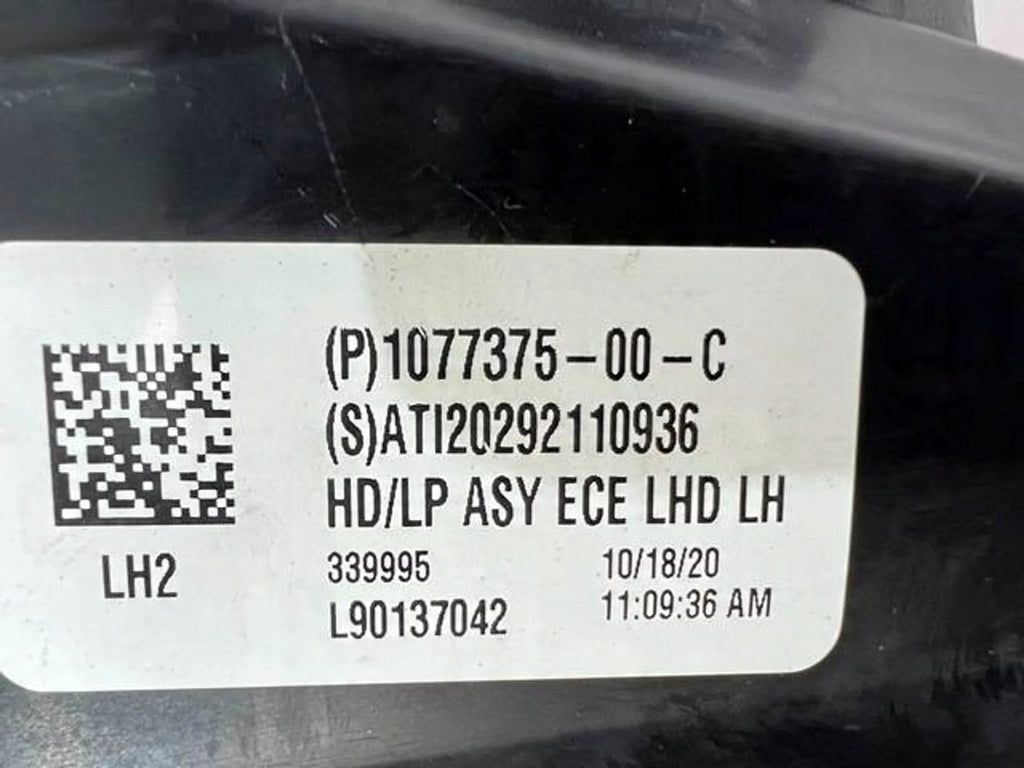 (P)1077375-00-C
(S)ATI20292110936
HD/LP ASY ECE LHD LH
LH2
339995 10/18/20
L90137042 11:09:36 AM